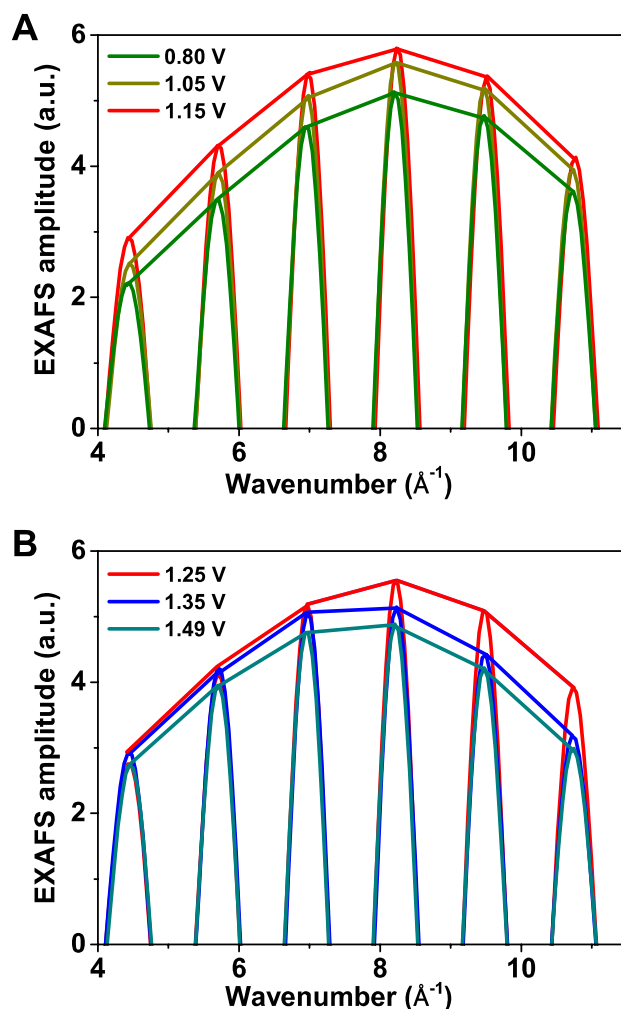 A
6
0.80 V
1.05 V
1.15 V
4
2
0
EXAFS amplitude (a.u.)
4 6 8 10
Wavenumber (Å-1)
B
6
1.25 V
1.35 V
1.49 V
4
2
0
EXAFS amplitude (a.u.)
4 6 8 10
Wavenumber (Å-1)